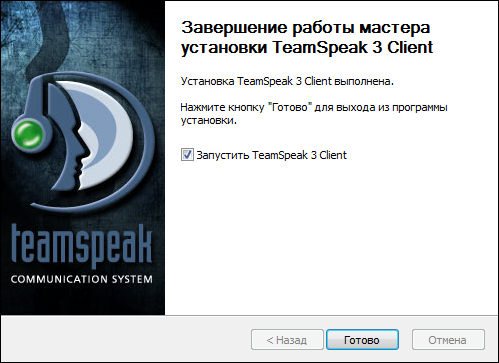 Завершение работы мастера
установки TeamSpeak 3 Client
Установка TeamSpeak 3 Client выполнена.
Нажмите кнопку "Готово" для выхода из программы
установки.
Запустить TeamSpeak 3 Client
teamspeak
COMMUNICATION SYSTEM
< Назад
Готово
Отмена